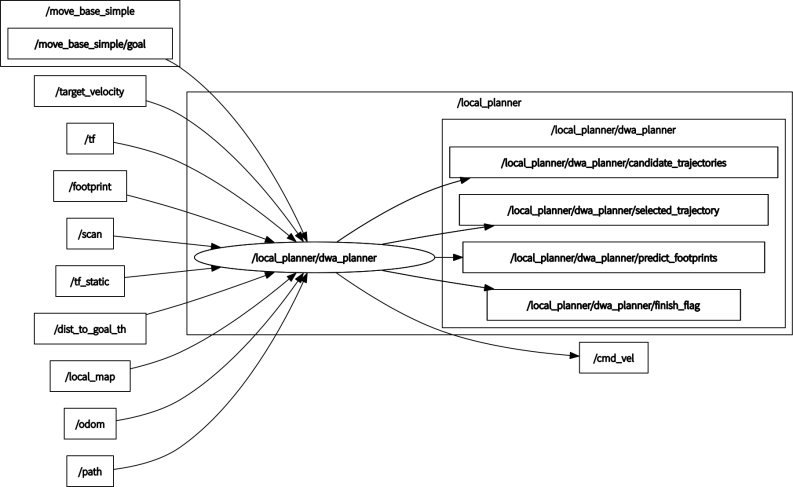 /move_base_simple
/move_base_simple/goal
/target_velocity
/tf
/footprint
/scan
/tf_static
/dist_to_goal_th
/local_map
/odom
/path
/local_planner
/local_planner/dwa_planner
/local_planner/dwa_planner
/local_planner/dwa_planner/candidate_trajectories
/local_planner/dwa_planner/selected_trajectory
/local_planner/dwa_planner/predict_footprints
/local_planner/dwa_planner/finish_flag
/cmd_vel